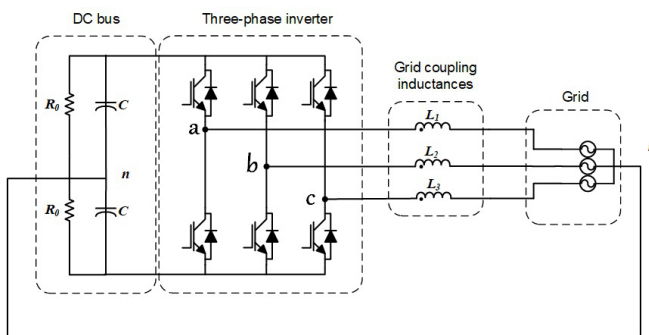 DC bus
Three-phase inverter
Grid coupling
inductances
Grid
R₀
C
n
R₀
C
a
b
c
L₁
L₂
L₃